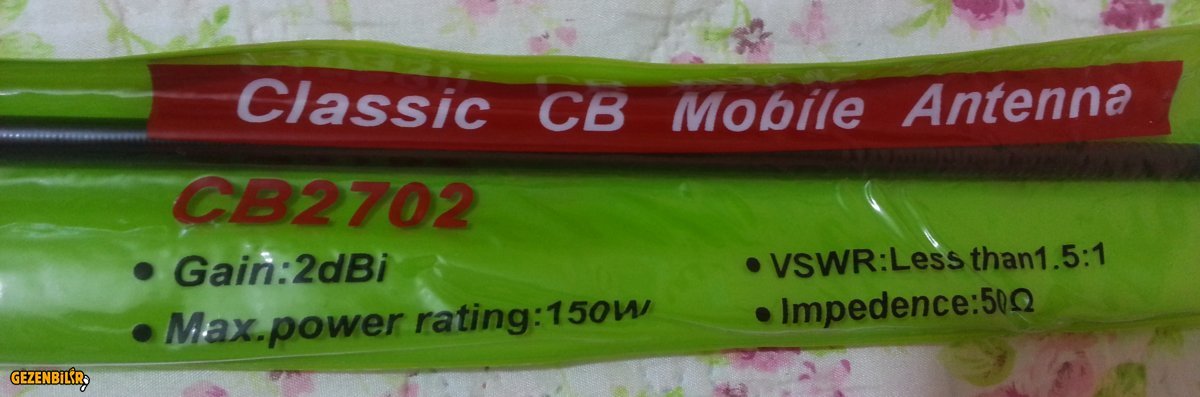 Classic CB Mobile Antenna
CB2702
• Gain:2dBi
• Max.power rating:150W
• VSWR:Less than1.5:1
• Impedence:50Ω
GEZENBİLİR